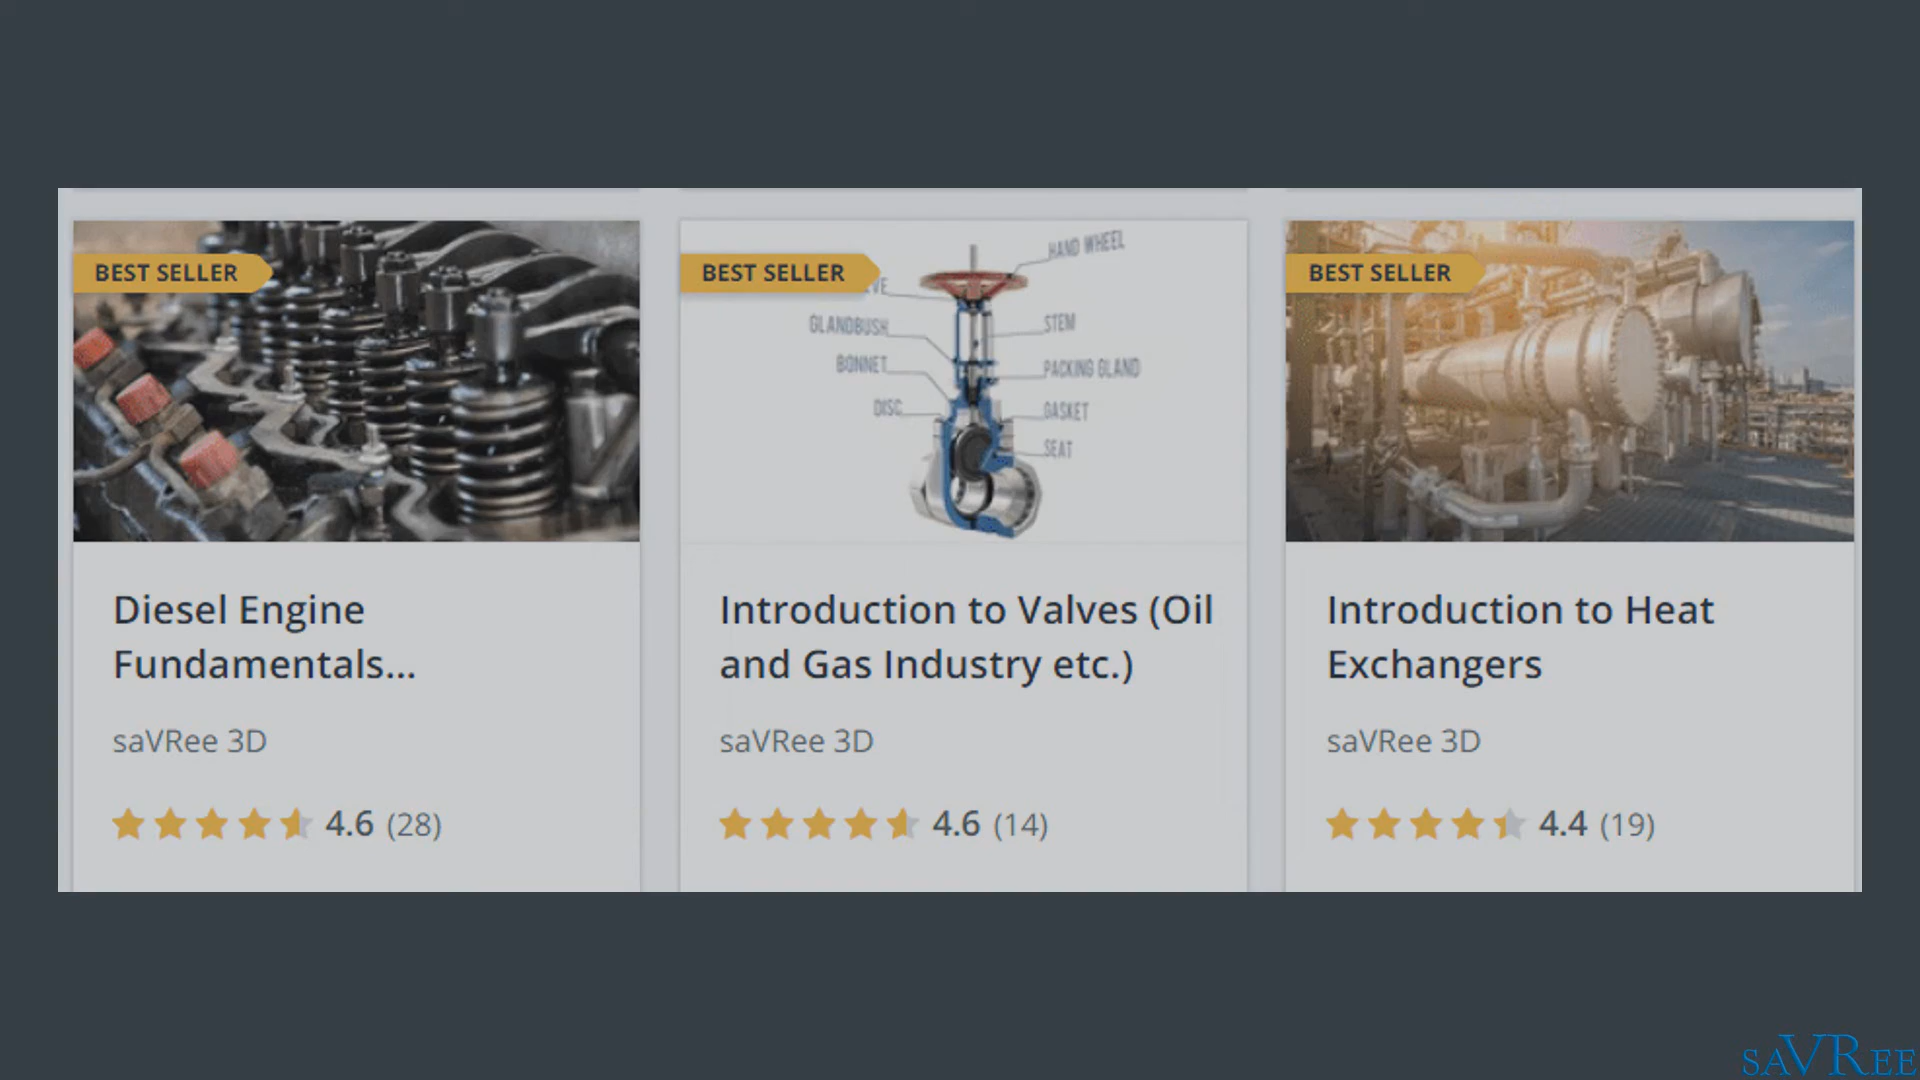 BEST SELLER
Diesel Engine
Fundamentals...
saVRee 3D
4.6 (28)
BEST SELLER
HAND WHEEL
GLANDBUSH
STEM
BONNET
PACKING GLAND
DISC
GASKET
SEAT
Introduction to Valves (Oil
and Gas Industry etc.)
saVRee 3D
4.6 (14)
BEST SELLER
Introduction to Heat
Exchangers
saVRee 3D
4.4 (19)
saVRee